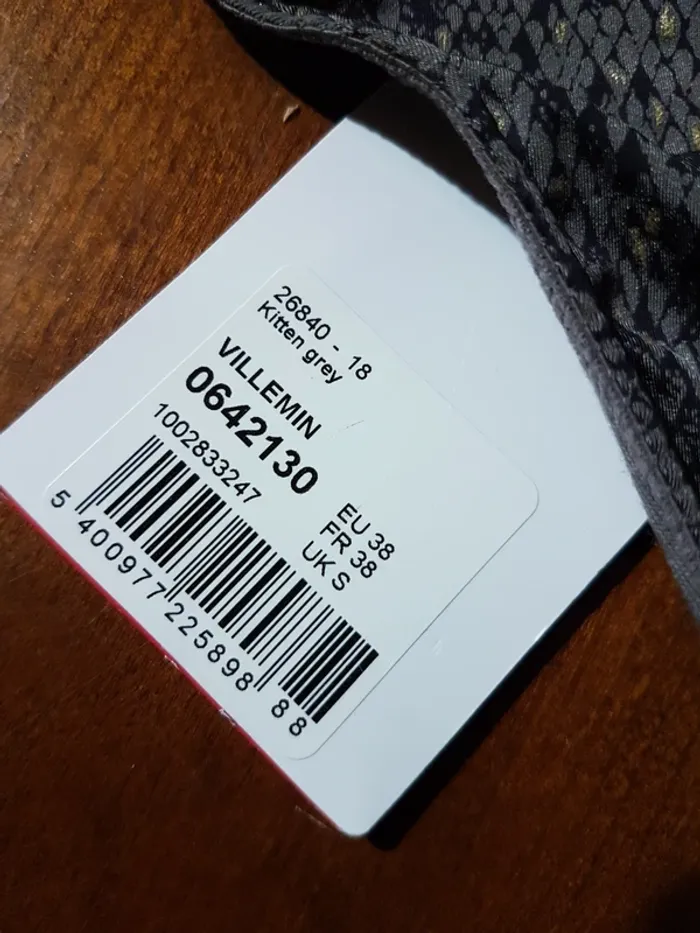 26840 - 18
Kitten grey
VILLEMIN
0642130
1002833247
EU 38
FR 38
UK S
5 400977 225898 88